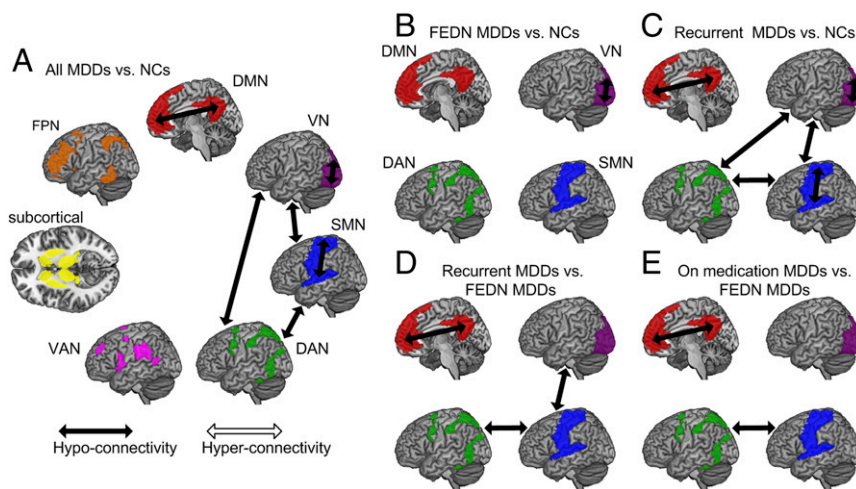 A
All MDDs vs. NCs
DMN
FPN
VN
subcortical
SMN
VAN
DAN
Hypo-connectivity
Hyper-connectivity
B
FEDN MDDs vs. NCs
DMN
VN
DAN
SMN
C
Recurrent MDDs vs. NCs
D
Recurrent MDDs vs.
FEDN MDDs
E
On medication MDDs vs.
FEDN MDDs